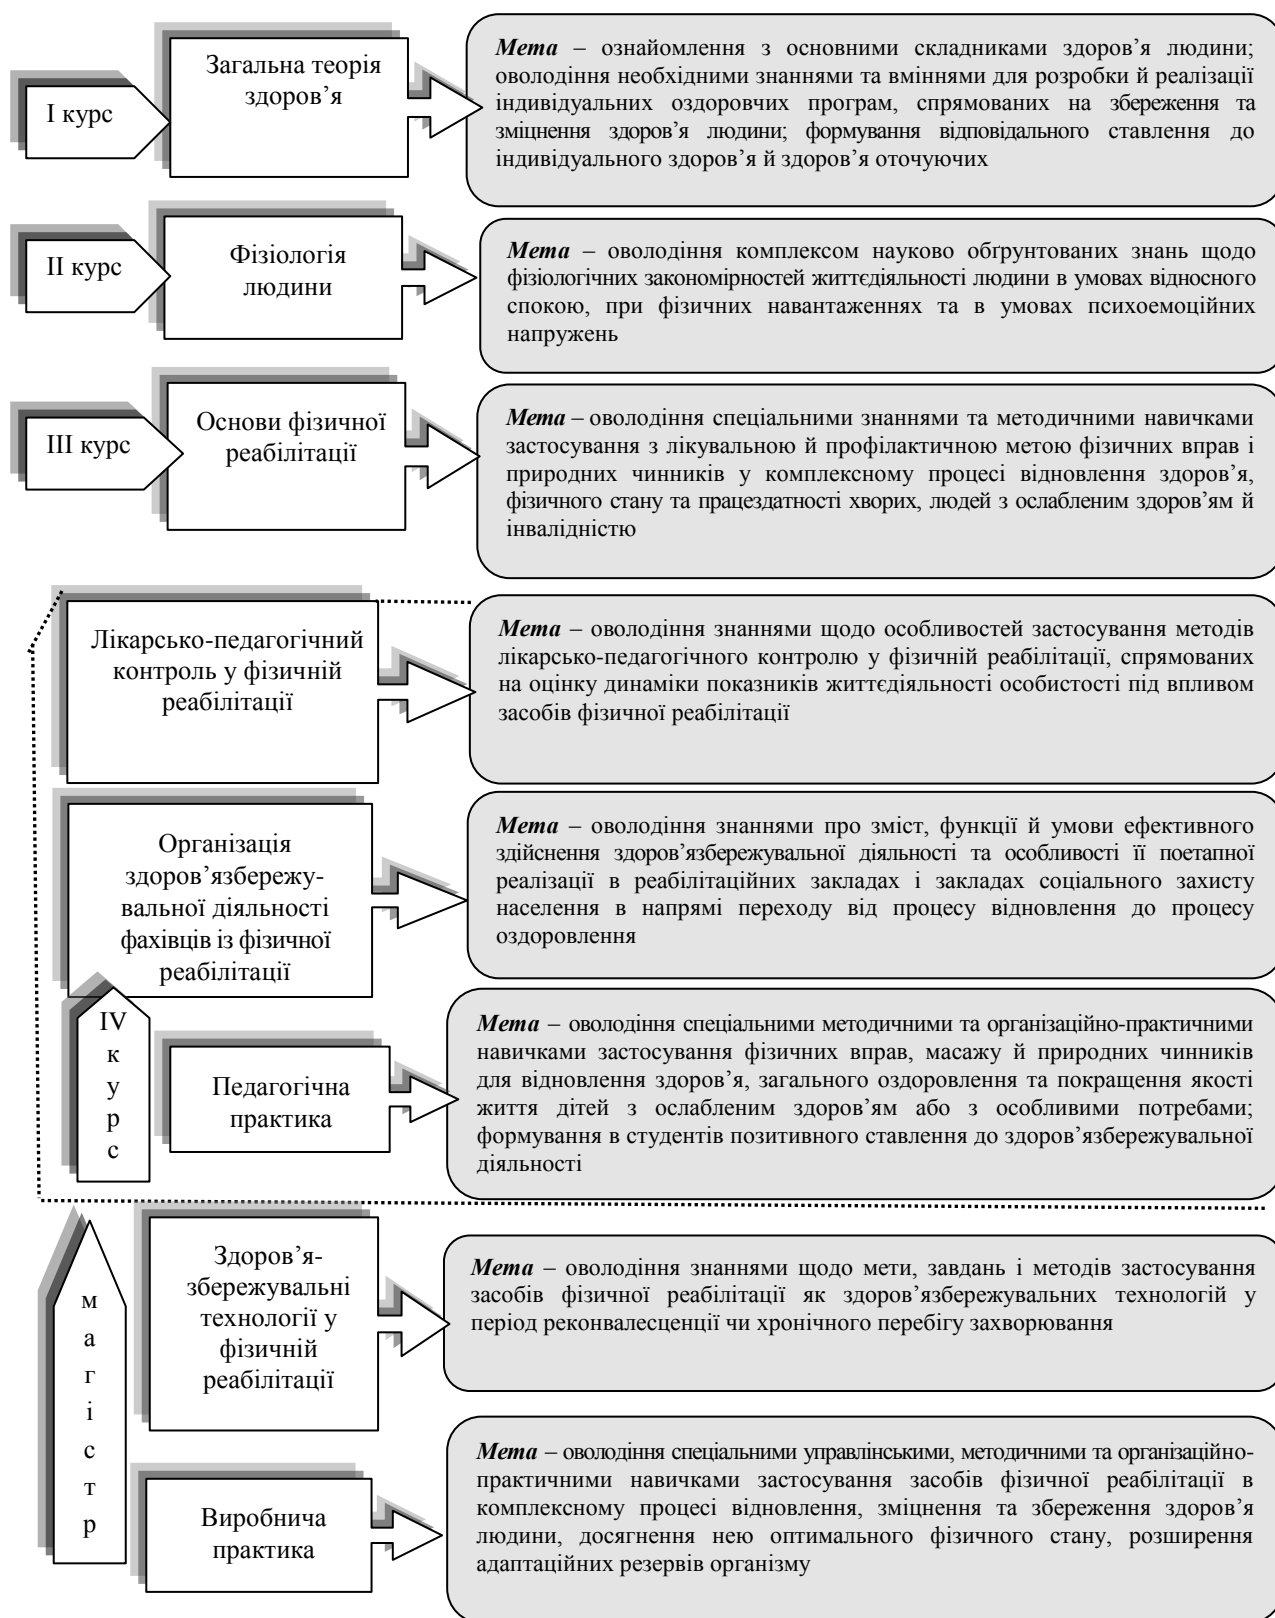 І курс
Загальна теорія
здоров’я
Мета – ознайомлення з основними складниками здоров’я людини;
оволодіння необхідними знаннями та вміннями для розробки й реалізації
індивідуальних оздоровчих програм, спрямованих на збереження та
зміцнення здоров’я людини; формування відповідального ставлення до
індивідуального здоров’я й здоров’я оточуючих
ІІ курс
Фізіологія
людини
Мета – оволодіння комплексом науково обґрунтованих знань щодо
фізіологічних закономірностей життєдіяльності людини в умовах відносного
спокою, при фізичних навантаженнях та в умовах психоемоційних
напружень
ІІІ курс
Основи фізичної
реабілітації
Мета – оволодіння спеціальними знаннями та методичними навичками
застосування з лікувальною й профілактичною метою фізичних вправ і
природних чинників у комплексному процесі відновлення здоров’я,
фізичного стану та працездатності хворих, людей з ослабленим здоров’ям й
інвалідністю
Лікарсько-педагогічний
контроль у фізичній
реабілітації
Мета – оволодіння знаннями щодо особливостей застосування методів
лікарсько-педагогічного контролю у фізичній реабілітації, спрямованих
на оцінку динаміки показників життєдіяльності особистості під впливом
засобів фізичної реабілітації
Організація
здоров’язбережу-
вальної діяльності
фахівців із фізичної
реабілітації
Мета – оволодіння знаннями про зміст, функції й умови ефективного
здійснення здоров’язбережувальної діяльності та особливості її поетапної
реалізації в реабілітаційних закладах і закладах соціального захисту
населення в напрямі переходу від процесу відновлення до процесу
оздоровлення
IV
к
у
р
с
Педагогічна
практика
Мета – оволодіння спеціальними методичними та організаційно-практичними
навичками застосування фізичних вправ, масажу й природних чинників
для відновлення здоров’я, загального оздоровлення та покращення якості
життя дітей з ослабленим здоров’ям або з особливими потребами;
формування в студентів позитивного ставлення до здоров’язбережувальної
діяльності
м
а
г
і
с
т
р
Здоров’я-
збережувальні
технології у
фізичній
реабілітації
Мета – оволодіння знаннями щодо мети, завдань і методів застосування
засобів фізичної реабілітації як здоров’язбережувальних технологій у
період реконвалесценції чи хронічного перебігу захворювання
Виробнича
практика
Мета – оволодіння спеціальними управлінськими, методичними та організаційно-
практичними навичками застосування засобів фізичної реабілітації в
комплексному процесі відновлення, зміцнення та збереження здоров’я
людини, досягнення нею оптимального фізичного стану, розширення
адаптаційних резервів організму